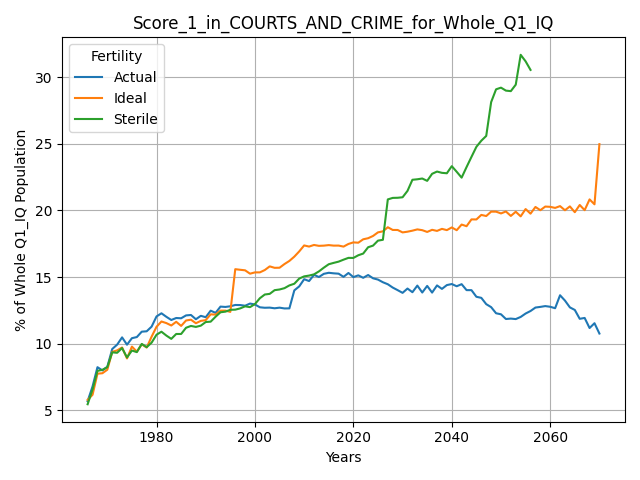 Score_1_in_COURTS_AND_CRIME_for_Whole_Q1_IQ
Fertility
Actual
Ideal
Sterile
% of Whole Q1_IQ Population
30
25
20
15
10
5
1980 2000 2020 2040 2060
Years